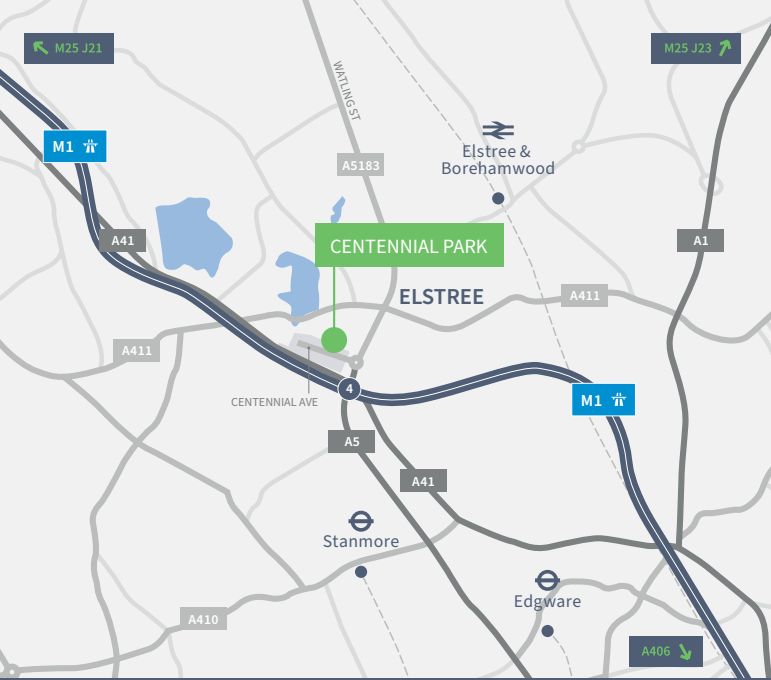 M25 J21
M25 J23
WATLING ST
M1
A5183
Elstree &
Borehamwood
A41
CENTENNIAL PARK
A1
ELSTREE
A411
A411
4
CENTENNIAL AVE
M1
A5
A41
Stanmore
Edgware
A410
A406